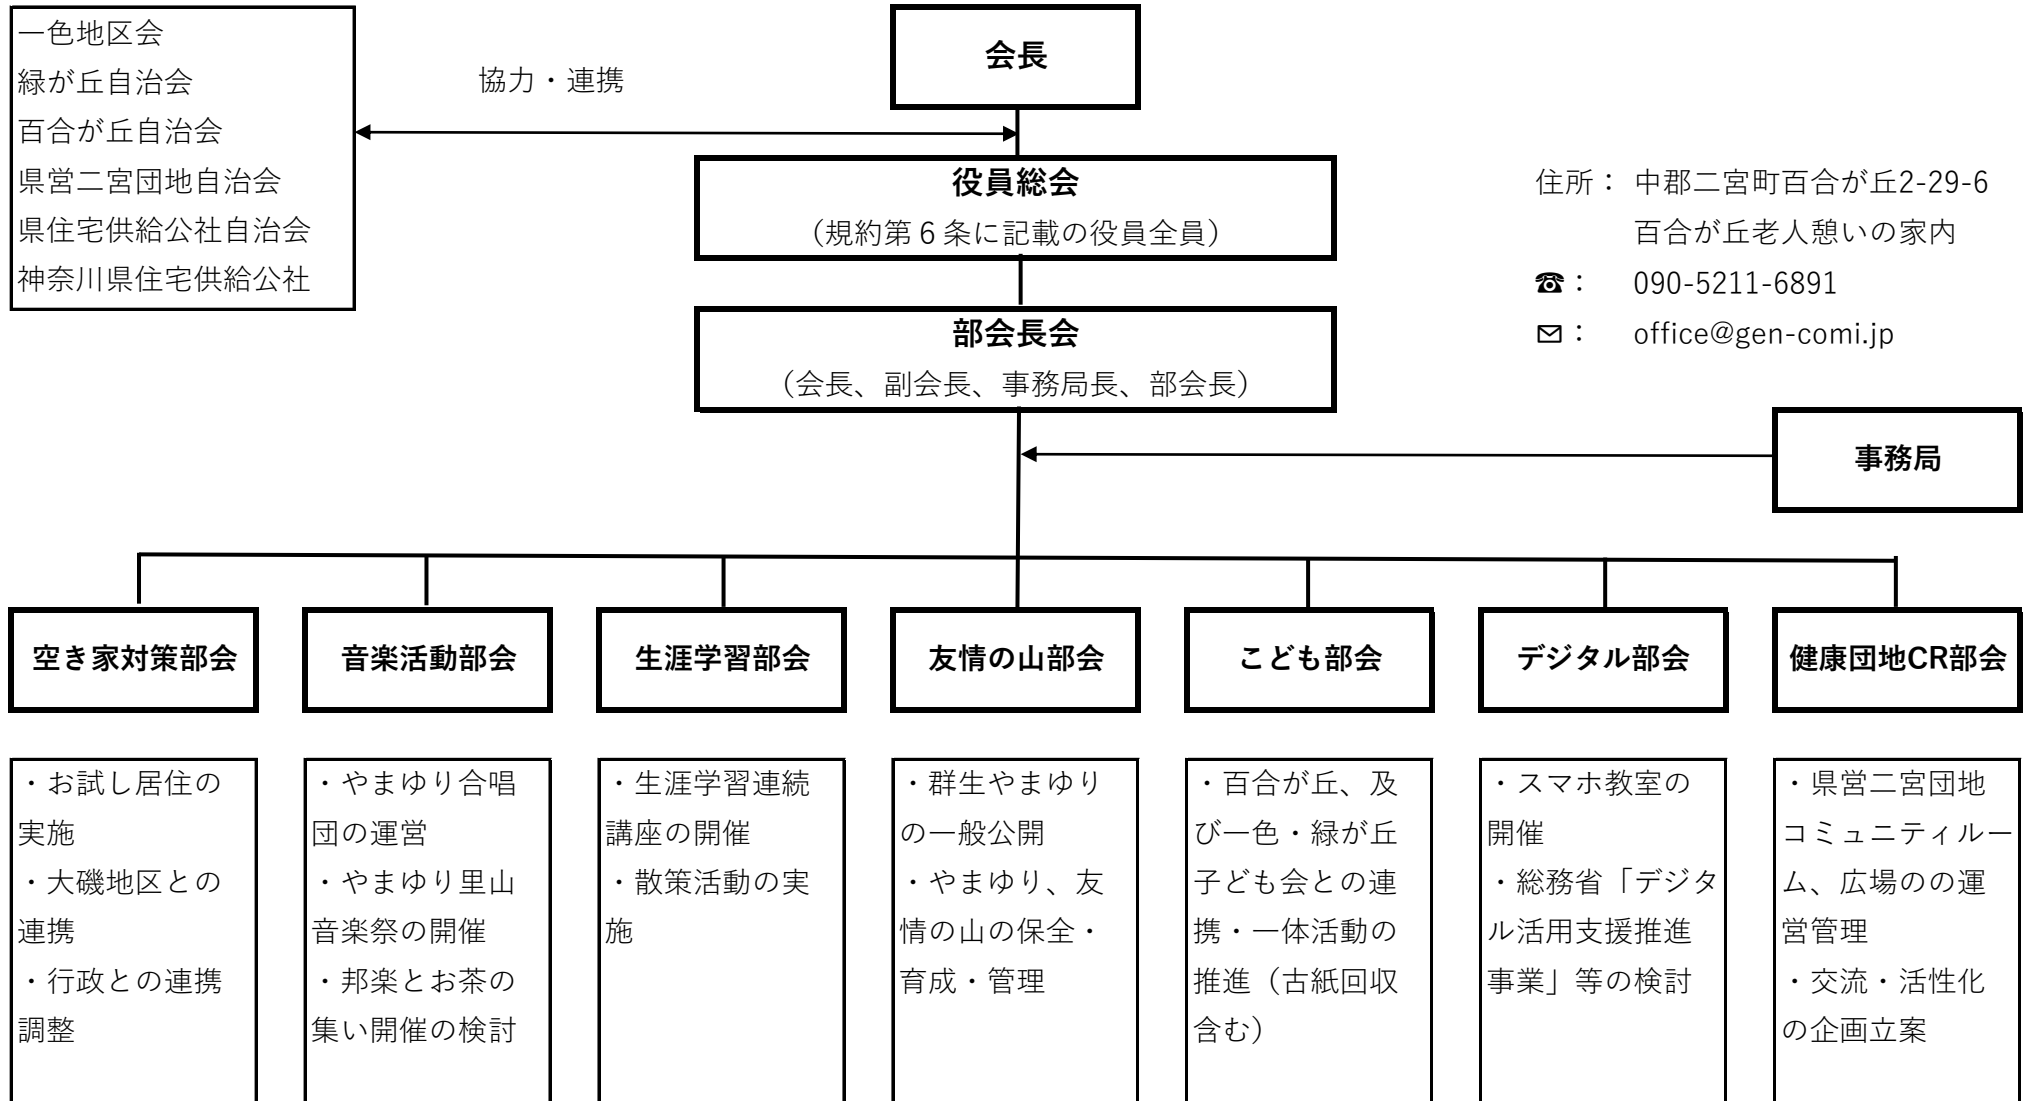 一色地区会
緑が丘自治会
百合が丘自治会
県営二宮団地自治会
県住宅供給公社自治会
神奈川県住宅供給公社
協力・連携
会長
役員総会
（規約第６条に記載の役員全員）
部会長会
（会長、副会長、事務局長、部会長）
住所： 中郡二宮町百合が丘2-29-6
百合が丘老人憩いの家内
☎： 090-5211-6891
✉： office@gen-comi.jp
事務局
空き家対策部会
・お試し居住の
実施
・大磯地区との
連携
・行政との連携
調整
音楽活動部会
・やまゆり合唱
団の運営
・やまゆり里山
音楽祭の開催
・邦楽とお茶の
集い開催の検討
生涯学習部会
・生涯学習連続
講座の開催
・散策活動の実
施
友情の山部会
・群生やまゆり
の一般公開
・やまゆり、友
情の山の保全・
育成・管理
こども部会
・百合が丘、及
び一色・緑が丘
子ども会との連
携・一体活動の
推進（古紙回収
含む）
デジタル部会
・スマホ教室の
開催
・総務省「デジタ
ル活用支援推進
事業」等の検討
健康団地CR部会
・県営二宮団地
コミュニティルー
ム、広場のの運
営管理
・交流・活性化
の企画立案